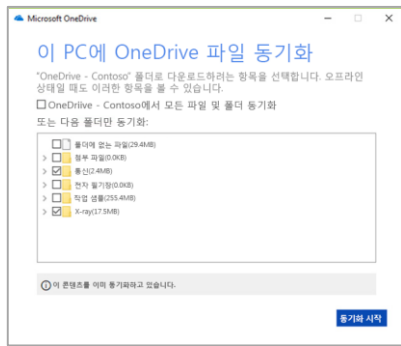 Microsoft OneDrive
이 PC에 OneDrive 파일 동기화
"OneDrive - Contoso" 폴더로 다운로드하려는 항목을 선택합니다. 오프라인
상태일 때도 이러한 항목을 볼 수 있습니다.
OneDriive - Contoso에서 모든 파일 및 폴더 동기화
또는 다음 폴더만 동기화:
폴더에 없는 파일(29.4MB)
첨부 파일(0.0KB)
통신(2.4MB)
전자 필기장(0.0KB)
작업 샘플(255.4MB)
X-ray(17.5MB)
이 콘텐츠를 이미 동기화하고 있습니다.
동기화 시작